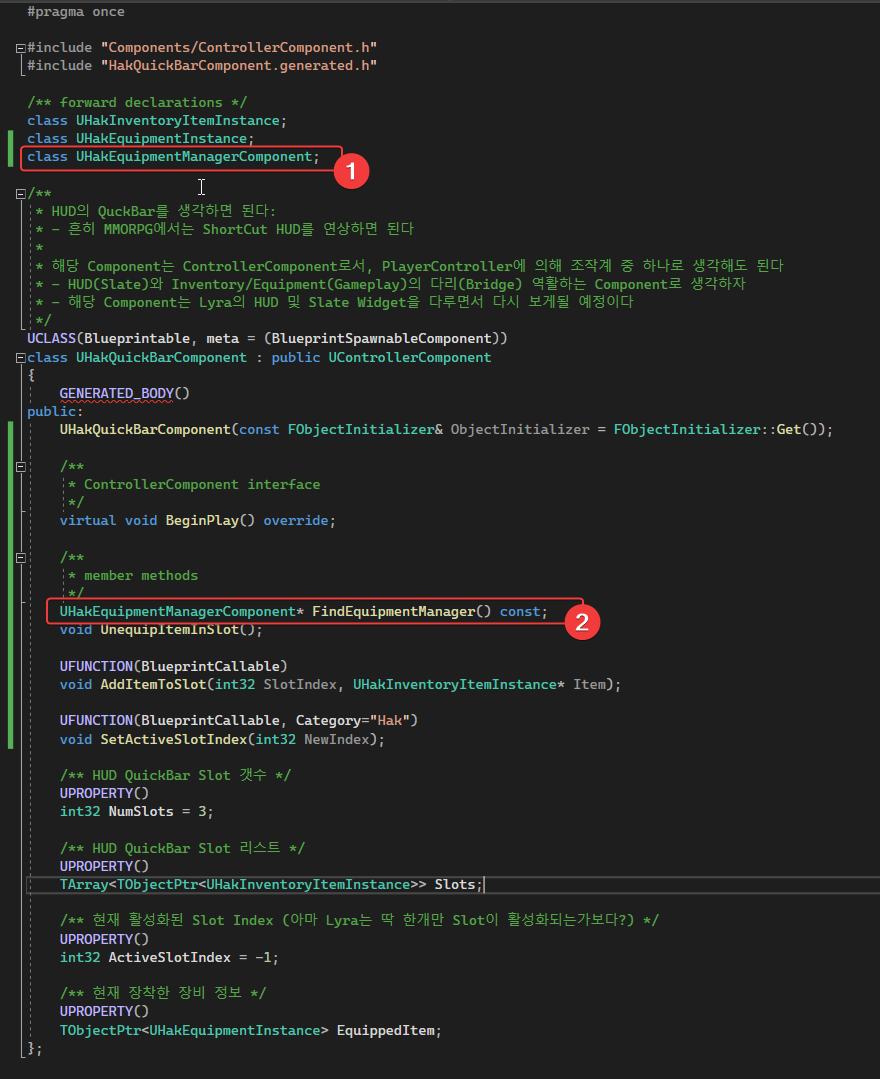 #pragma once
#include "Components/ControllerComponent.h"
#include "HakQuickBarComponent.generated.h"
/** forward declarations */
class UHakInventoryItemInstance;
class UHakEquipmentInstance;
class UHakEquipmentManagerComponent;
1
/**
* HUD의 QuckBar를 생각하면 된다:
* - 흔히 MMORPG에서는 ShortCut HUD를 연상하면 된다
*
* 해당 Component는 ControllerComponent로서, PlayerController에 의해 조작계 중 하나로 생각해도 된다
* - HUD(Slate)와 Inventory/Equipment(Gameplay)의 다리(Bridge) 역활하는 Component로 생각하자
* - 해당 Component는 Lyra의 HUD 및 Slate Widget을 다루면서 다시 보게될 예정이다
*/
UCLASS(Blueprintable, meta = (BlueprintSpawnableComponent))
class UHakQuickBarComponent : public UControllerComponent
{
GENERATED_BODY()
public:
UHakQuickBarComponent(const FObjectInitializer& ObjectInitializer = FObjectInitializer::Get());
/**
* ControllerComponent interface
*/
virtual void BeginPlay() override;
/**
* member methods
*/
UHakEquipmentManagerComponent* FindEquipmentManager() const;
2
void UnequipItemInSlot();
UFUNCTION(BlueprintCallable)
void AddItemToSlot(int32 SlotIndex, UHakInventoryItemInstance* Item);
UFUNCTION(BlueprintCallable, Category="Hak")
void SetActiveSlotIndex(int32 NewIndex);
/** HUD QuickBar Slot 갯수 */
UPROPERTY()
int32 NumSlots = 3;
/** HUD QuickBar Slot 리스트 */
UPROPERTY()
TArray<TObjectPtr<UHakInventoryItemInstance>> Slots;
/** 현재 활성화된 Slot Index (아마 Lyra는 딱 한개만 Slot이 활성화되는가보다?) */
UPROPERTY()
int32 ActiveSlotIndex = -1;
/** 현재 장착한 장비 정보 */
UPROPERTY()
TObjectPtr<UHakEquipmentInstance> EquippedItem;
};